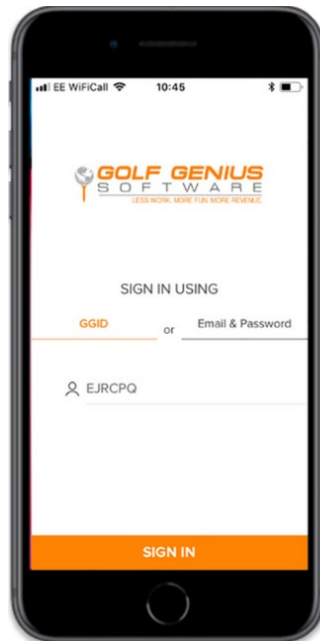 EE WiFiCall 10:45
GOLF GENIUS
SOFTWARE
LESS WORK. MORE FUN. MORE REVENUE.
SIGN IN USING
GGID or Email & Password
EJRCPQ
SIGN IN